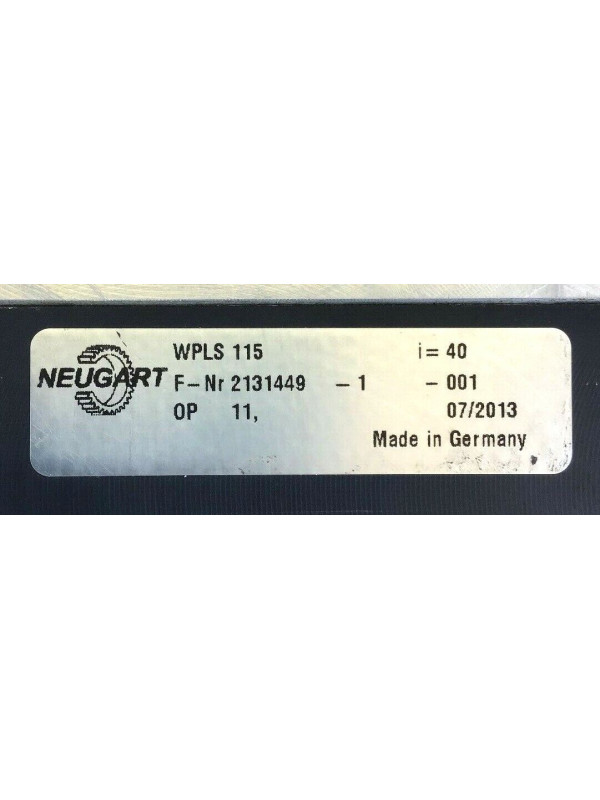 NEUGART
WPLS 115 i= 40
F-Nr 2131449 -1 -001
OP 11, 07/2013
Made in Germany